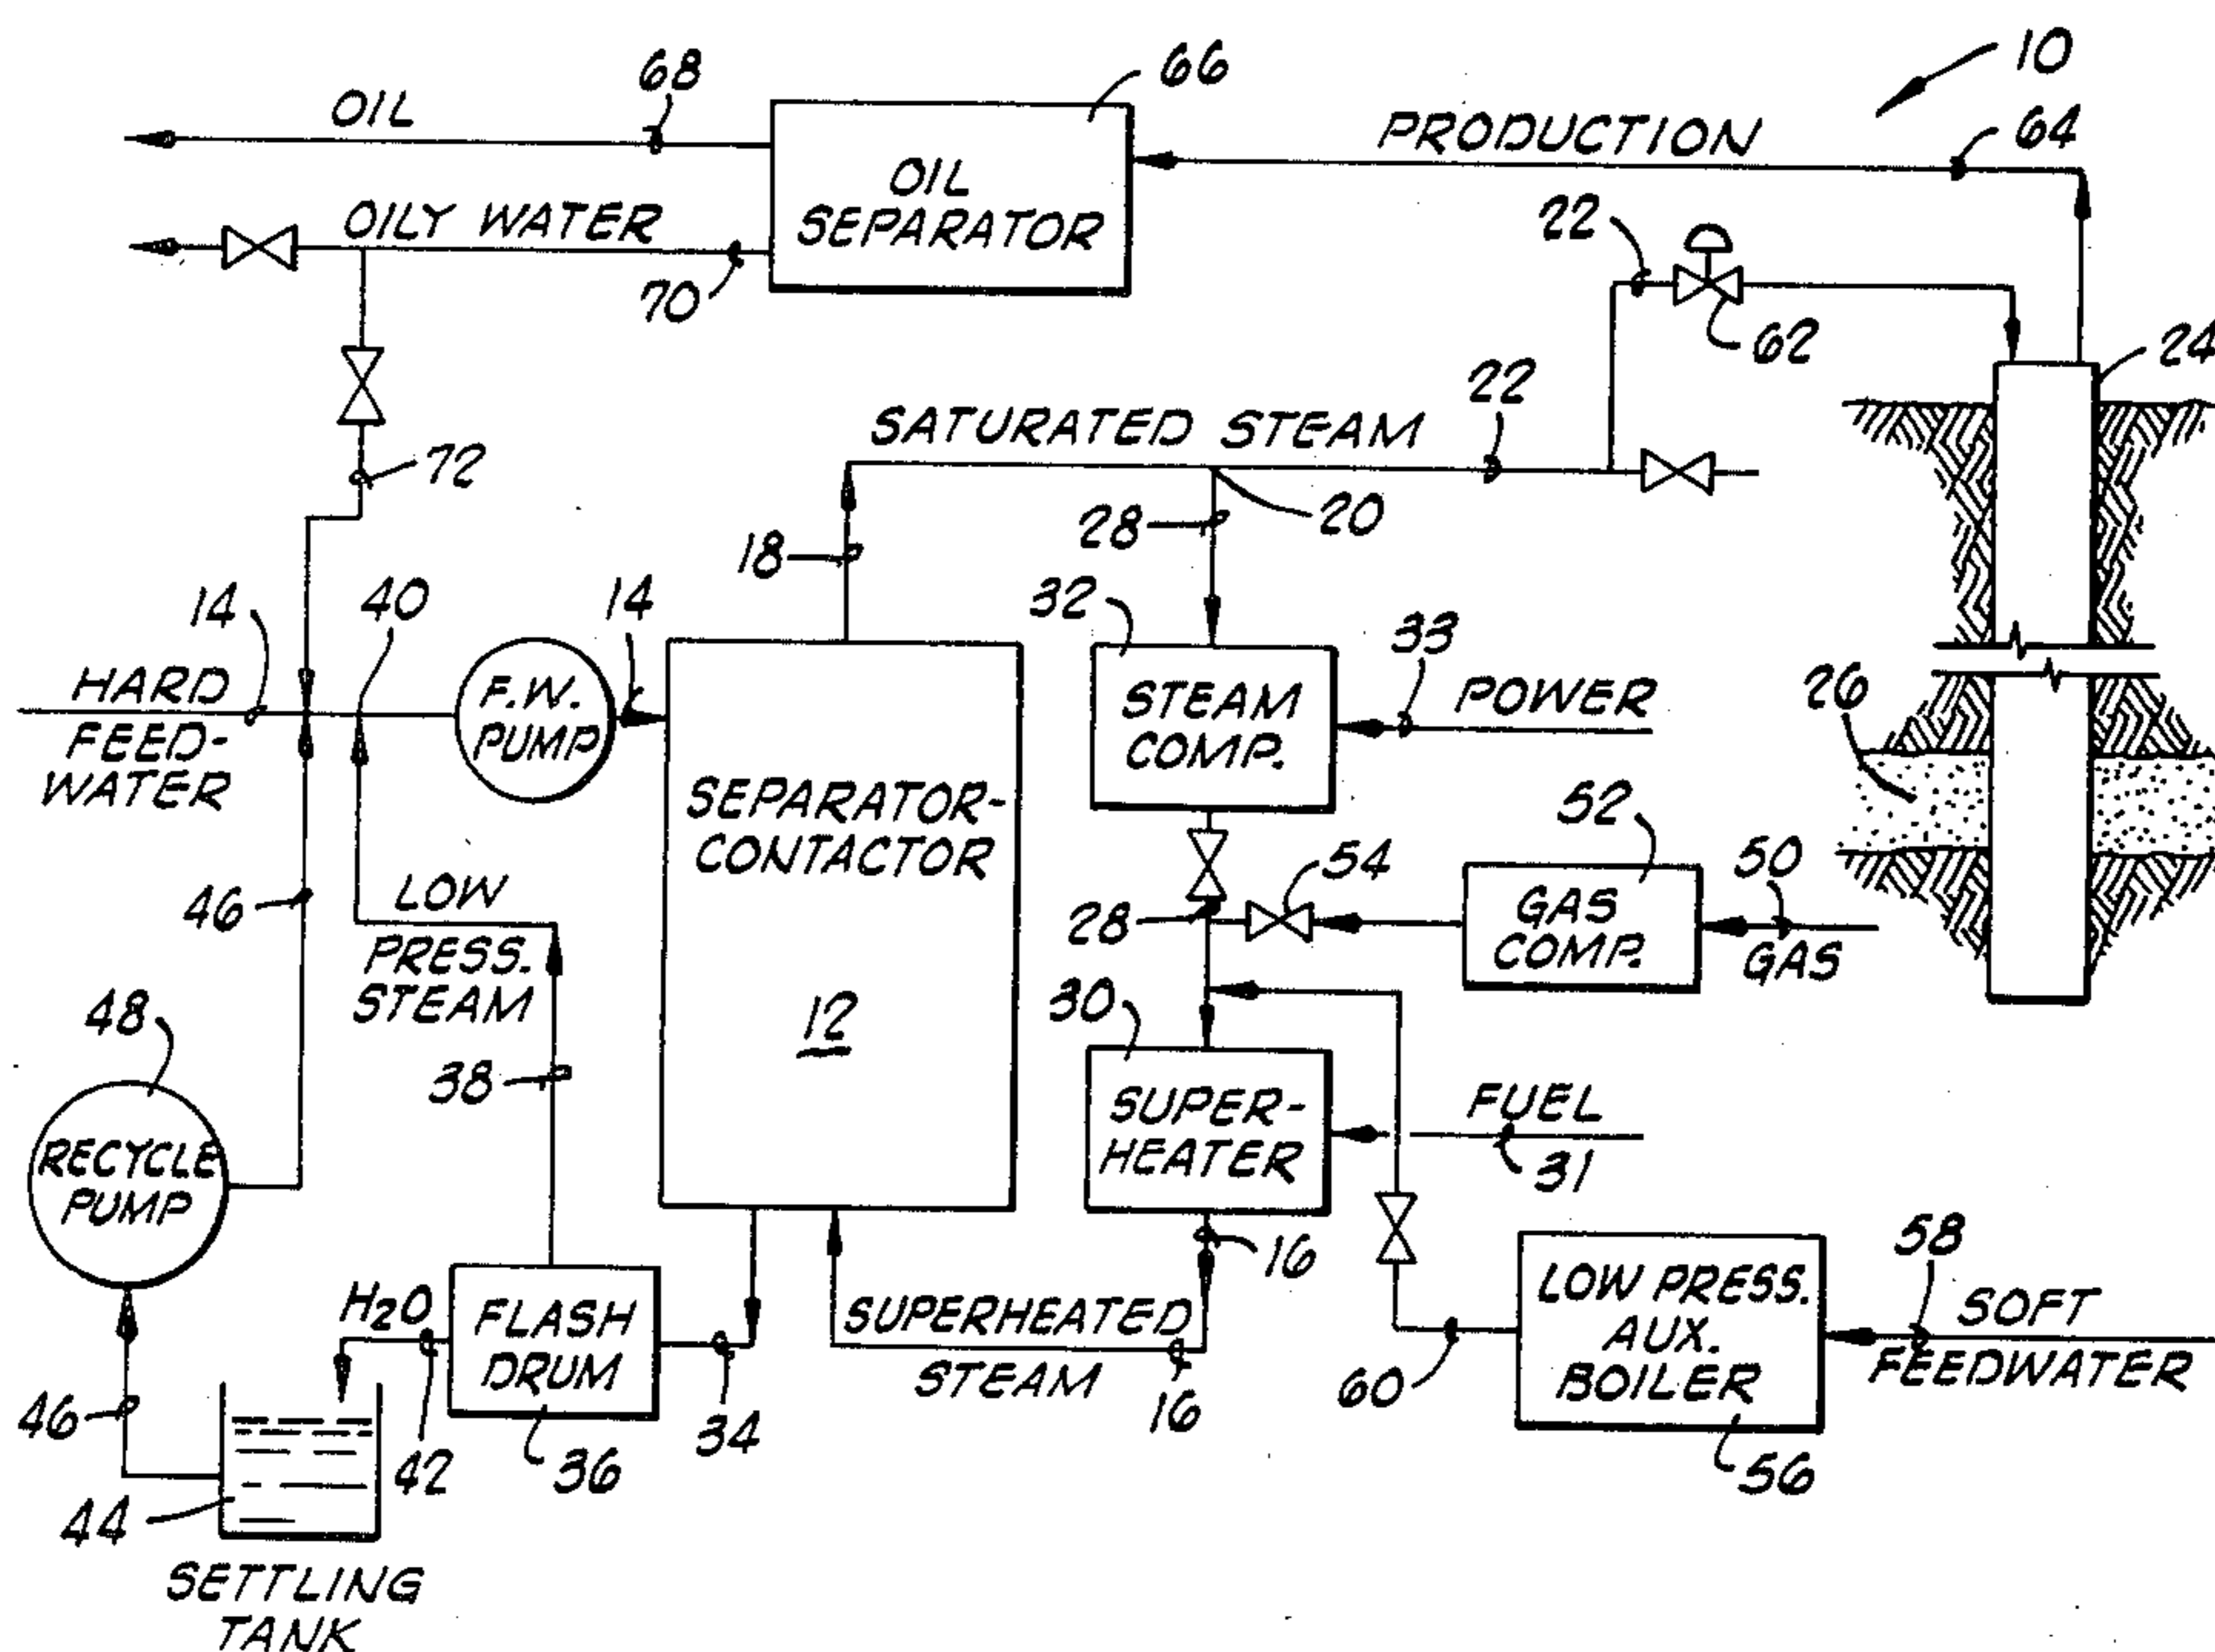 10
68
66
OIL
PRODUCTION
64
OIL
SEPARATOR
OILY WATER
70
22
62
24
72
SATURATED STEAM
22
28
20
18
14
40
14
32
33
HARD
FEED-
WATER
F.W.
PUMP
STEAM
COMP.
POWER
26
SEPARATOR-
CONTACTOR
12
52
54
50
46
LOW
PRESS.
STEAM
28
GAS
COMP.
GAS
48
38
30
RECYCLE
PUMP
SUPER-
HEATER
FUEL
31
16
58
H2O
FLASH
DRUM
SUPERHEATED
STEAM
LOW PRESS.
AUX.
BOILER
SOFT
FEEDWATER
46
42
36
34
16
60
56
44
SETTLING
TANK